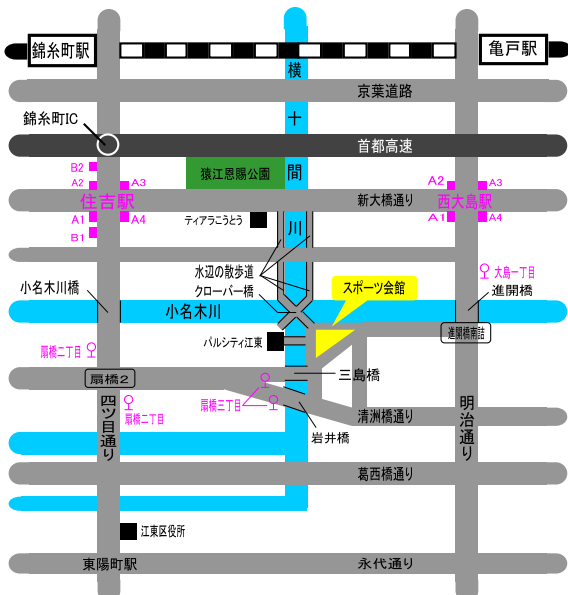 錦糸町駅
亀戸駅
横十間川
京葉道路
錦糸町IC
首都高速
B2
A2
A3
住吉駅
A1
A4
B1
猿江恩賜公園
新大橋通り
A2
A3
西大島駅
A1
A4
ティアラこうとう
水辺の散歩道
クローバー橋
小名木川橋
小名木川
スポーツ会館
大島一丁目
進開橋
進開橋南詰
パルシティ江東
扇橋二丁目
扇橋2
扇橋二丁目
扇橋三丁目
三島橋
岩井橋
清洲橋通り
四ツ目通り
明治通り
葛西橋通り
江東区役所
東陽町駅
永代通り